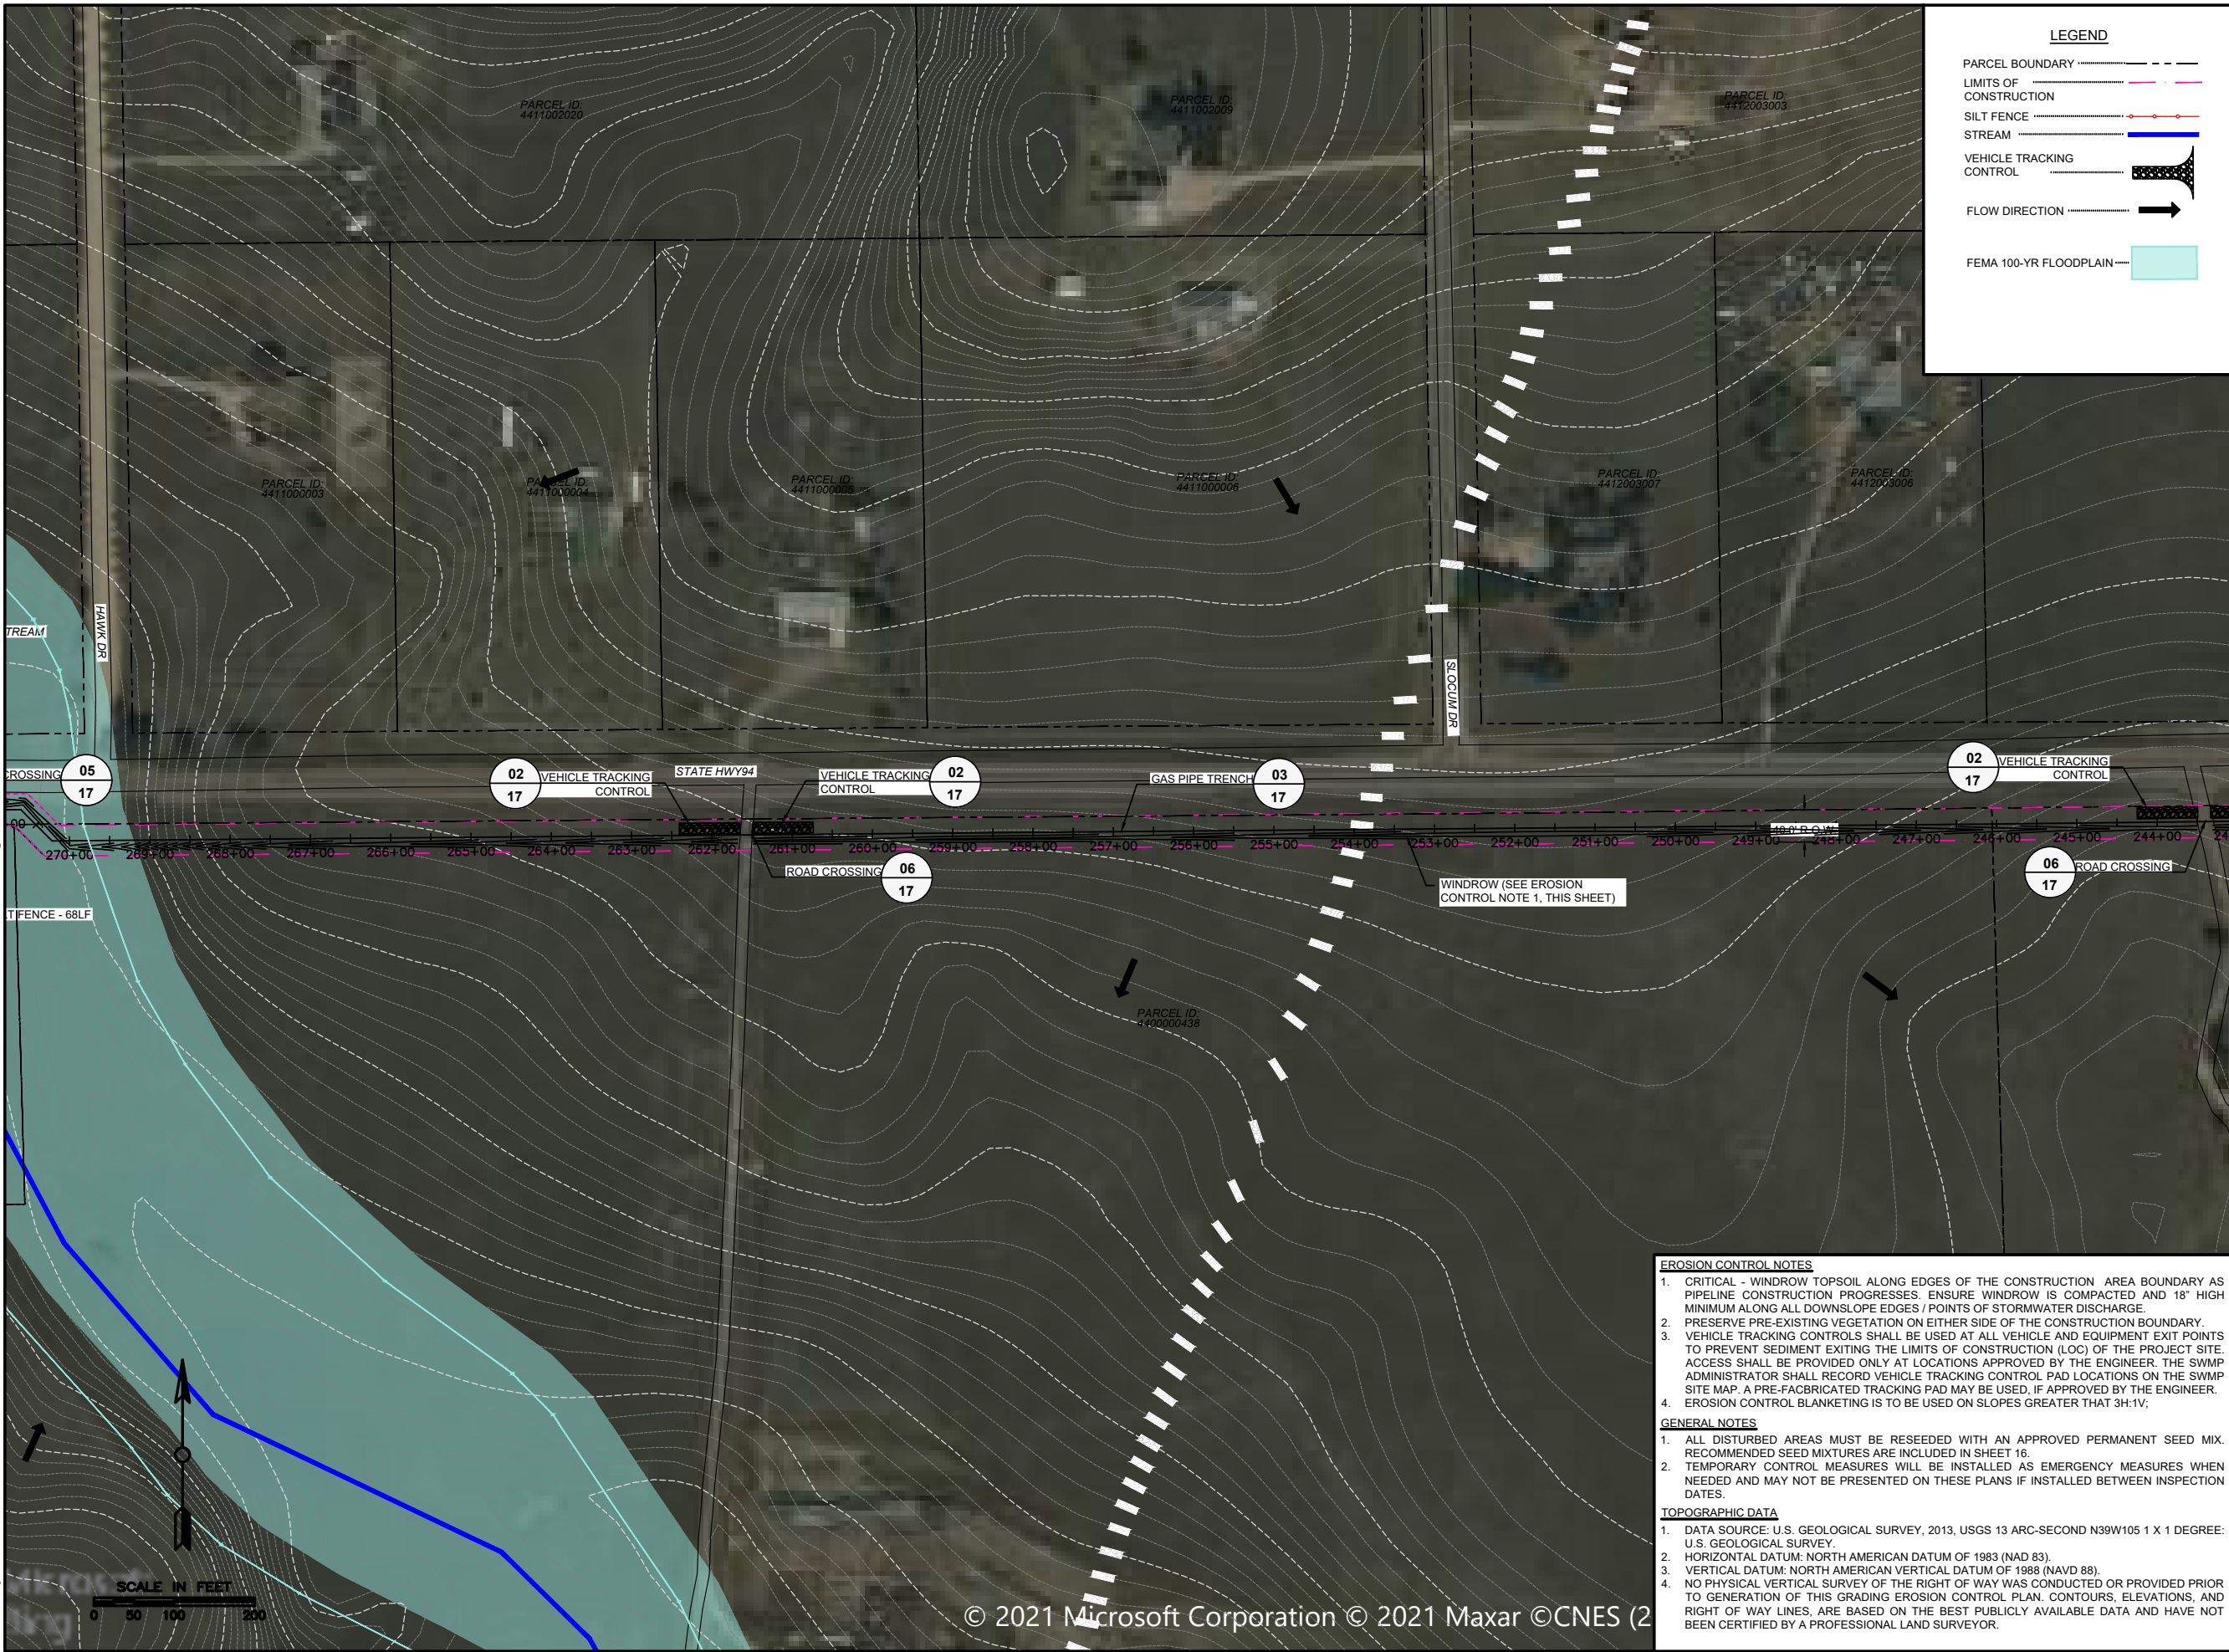 LEGEND
PARCEL BOUNDARY
LIMITS OF
CONSTRUCTION
SILT FENCE
STREAM
VEHICLE TRACKING
CONTROL
FLOW DIRECTION
FEMA 100-YR FLOODPLAIN
PARCEL ID:
4411002020
PARCEL ID:
4411002009
PARCEL ID:
4412003003
PARCEL ID:
4411000003
PARCEL ID:
4411000004
PARCEL ID:
4411000005
PARCEL ID:
4411000006
PARCEL ID:
4412003007
PARCEL ID:
4412003006
TREAM
HAWK DR
SLOCUM DR
CROSSING
05
17
02
17
VEHICLE TRACKING
CONTROL
STATE HWY94
VEHICLE TRACKING
CONTROL
02
17
GAS PIPE TRENCH
03
17
02
17
VEHICLE TRACKING
CONTROL
40.0' R.O.W
00
270+00 269+00 268+00 267+00 266+00 265+00 264+00 263+00 262+00 261+00 260+00 259+00 258+00 257+00 256+00 255+00 254+00 253+00 252+00 251+00 250+00 249+00 248+00 247+00 246+00 245+00 244+00 24
ROAD CROSSING
06
17
WINDROW (SEE EROSION
CONTROL NOTE 1, THIS SHEET)
06
17
ROAD CROSSING
T FENCE - 68LF
PARCEL ID:
4400000438
EROSION CONTROL NOTES
1. CRITICAL - WINDROW TOPSOIL ALONG EDGES OF THE CONSTRUCTION AREA BOUNDARY AS
PIPELINE CONSTRUCTION PROGRESSES. ENSURE WINDROW IS COMPACTED AND 18" HIGH
MINIMUM ALONG ALL DOWNSLOPE EDGES / POINTS OF STORMWATER DISCHARGE.
2. PRESERVE PRE-EXISTING VEGETATION ON EITHER SIDE OF THE CONSTRUCTION BOUNDARY.
3. VEHICLE TRACKING CONTROLS SHALL BE USED AT ALL VEHICLE AND EQUIPMENT EXIT POINTS
TO PREVENT SEDIMENT EXITING THE LIMITS OF CONSTRUCTION (LOC) OF THE PROJECT SITE.
ACCESS SHALL BE PROVIDED ONLY AT LOCATIONS APPROVED BY THE ENGINEER. THE SWMP
ADMINISTRATOR SHALL RECORD VEHICLE TRACKING CONTROL PAD LOCATIONS ON THE SWMP
SITE MAP. A PRE-FACBRICATED TRACKING PAD MAY BE USED, IF APPROVED BY THE ENGINEER.
4. EROSION CONTROL BLANKETING IS TO BE USED ON SLOPES GREATER THAT 3H:1V;
GENERAL NOTES
1. ALL DISTURBED AREAS MUST BE RESEEDED WITH AN APPROVED PERMANENT SEED MIX.
RECOMMENDED SEED MIXTURES ARE INCLUDED IN SHEET 16.
2. TEMPORARY CONTROL MEASURES WILL BE INSTALLED AS EMERGENCY MEASURES WHEN
NEEDED AND MAY NOT BE PRESENTED ON THESE PLANS IF INSTALLED BETWEEN INSPECTION
DATES.
TOPOGRAPHIC DATA
1. DATA SOURCE: U.S. GEOLOGICAL SURVEY, 2013, USGS 13 ARC-SECOND N39W105 1 X 1 DEGREE:
U.S. GEOLOGICAL SURVEY.
2. HORIZONTAL DATUM: NORTH AMERICAN DATUM OF 1983 (NAD 83).
3. VERTICAL DATUM: NORTH AMERICAN VERTICAL DATUM OF 1988 (NAVD 88).
4. NO PHYSICAL VERTICAL SURVEY OF THE RIGHT OF WAY WAS CONDUCTED OR PROVIDED PRIOR
TO GENERATION OF THIS GRADING EROSION CONTROL PLAN. CONTOURS, ELEVATIONS, AND
RIGHT OF WAY LINES, ARE BASED ON THE BEST PUBLICLY AVAILABLE DATA AND HAVE NOT
BEEN CERTIFIED BY A PROFESSIONAL LAND SURVEYOR.
SCALE IN FEET
0 50 100 200
© 2021 Microsoft Corporation © 2021 Maxar ©CNES (2